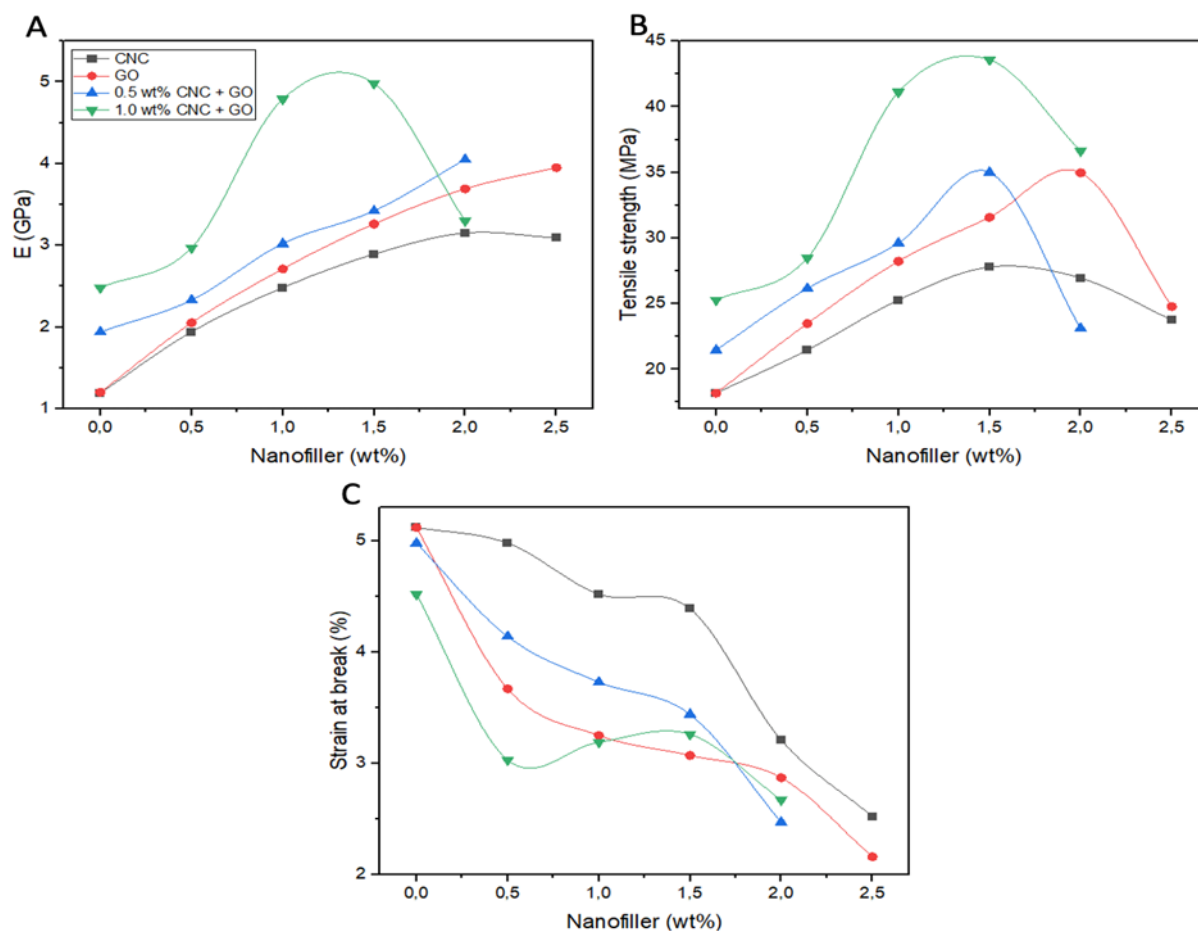 A
B
CNC
GO
0.5 wt% CNC + GO
1.0 wt% CNC + GO
5
4
3
2
1
E (GPa)
0,0 0,5 1,0 1,5 2,0 2,5
Nanofiller (wt%)
45
40
35
30
25
20
Tensile strength (MPa)
0,0 0,5 1,0 1,5 2,0 2,5
Nanofiller (wt%)
C
5
4
3
2
Strain at break (%)
0,0 0,5 1,0 1,5 2,0 2,5
Nanofiller (wt%)